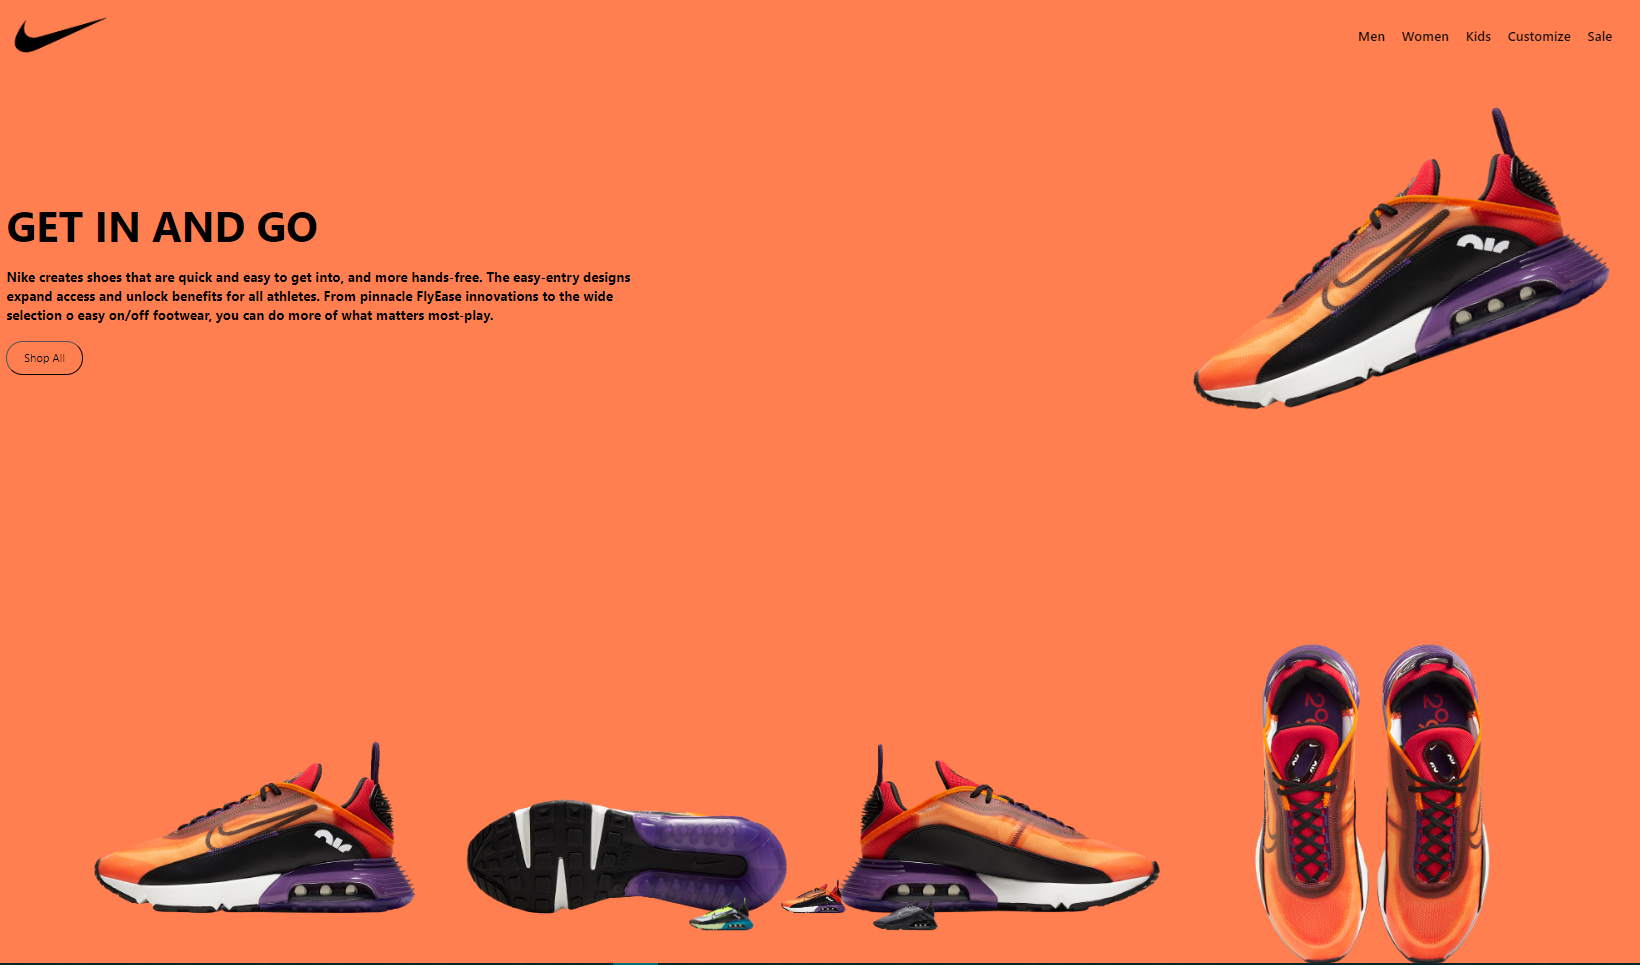 Men Women Kids Customize Sale
GET IN AND GO
Nike creates shoes that are quick and easy to get into, and more hands-free. The easy-entry designs
expand access and unlock benefits for all athletes. From pinnacle FlyEase innovations to the wide
selection o easy on/off footwear, you can do more of what matters most-play.
Shop All